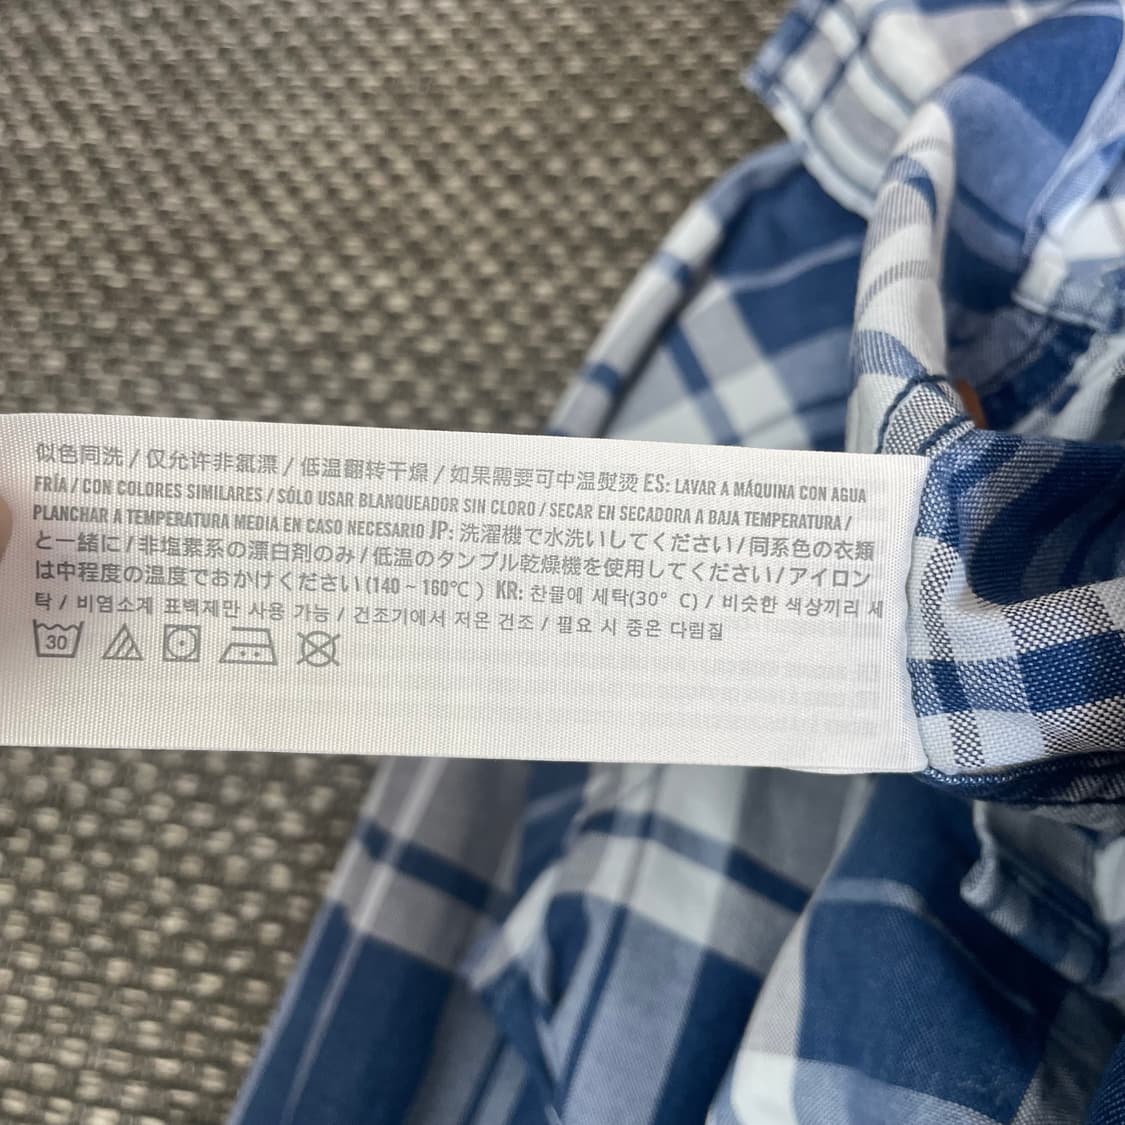 似色同洗 / 仅允许非氯漂 / 低温翻转干燥 / 如果需要可中温熨烫 ES: LAVAR A MÁQUINA CON AGUA
FRÍA / CON COLORES SIMILARES / SÓLO USAR BLANQUEADOR SIN CLORO / SECAR EN SECADORA A BAJA TEMPERATURA /
PLANCHAR A TEMPERATURA MEDIA EN CASO NECESARIO JP: 洗濯機で水洗いしてください / 同系色の衣類
と一緒に / 非塩素系の漂白剤のみ / 低温のタンブル乾燥機を使用してください / アイロン
は中程度の温度でおかけください (140 ~ 160℃ ) KR: 찬물에 세탁(30° C) / 비슷한 색상끼리 세
탁 / 비염소계 표백제만 사용 가능 / 건조기에서 저온 건조 / 필요 시 중온 다림질
30